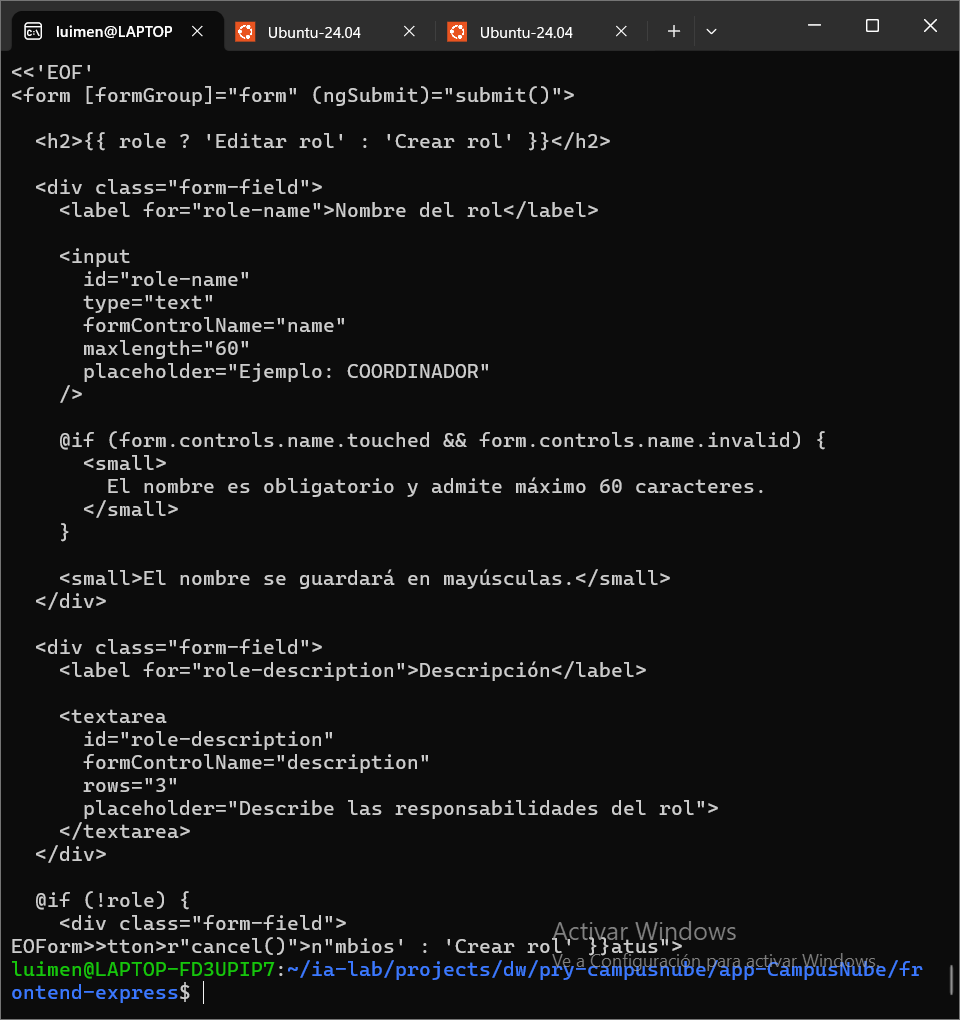 luimen@LAPTOP
Ubuntu-24.04
Ubuntu-24.04
<<'EOF'
<form [formGroup]="form" (ngSubmit)="submit()">
<h2>{{ role ? 'Editar rol' : 'Crear rol' }}</h2>
<div class="form-field">
<label for="role-name">Nombre del rol</label>
<input
id="role-name"
type="text"
formControlName="name"
maxlength="60"
placeholder="Ejemplo: COORDINADOR"
/>
@if (form.controls.name.touched && form.controls.name.invalid) {
<small>
El nombre es obligatorio y admite máximo 60 caracteres.
</small>
}
<small>El nombre se guardará en mayúsculas.</small>
</div>
<div class="form-field">
<label for="role-description">Descripción</label>
<textarea
id="role-description"
formControlName="description"
rows="3"
placeholder="Describe las responsabilidades del rol">
</textarea>
</div>
@if (!role) {
<div class="form-field">
EOForm>>tton>r"cancel()">n"mbios' : 'Crear rol' }}atus">
luimen@LAPTOP-FD3UPIP7:~/ia-lab/projects/dw/pry-campusnube/app-CampusNube/fr
ontend-express$
Activar Windows
Ve a Configuración para activar Windows.